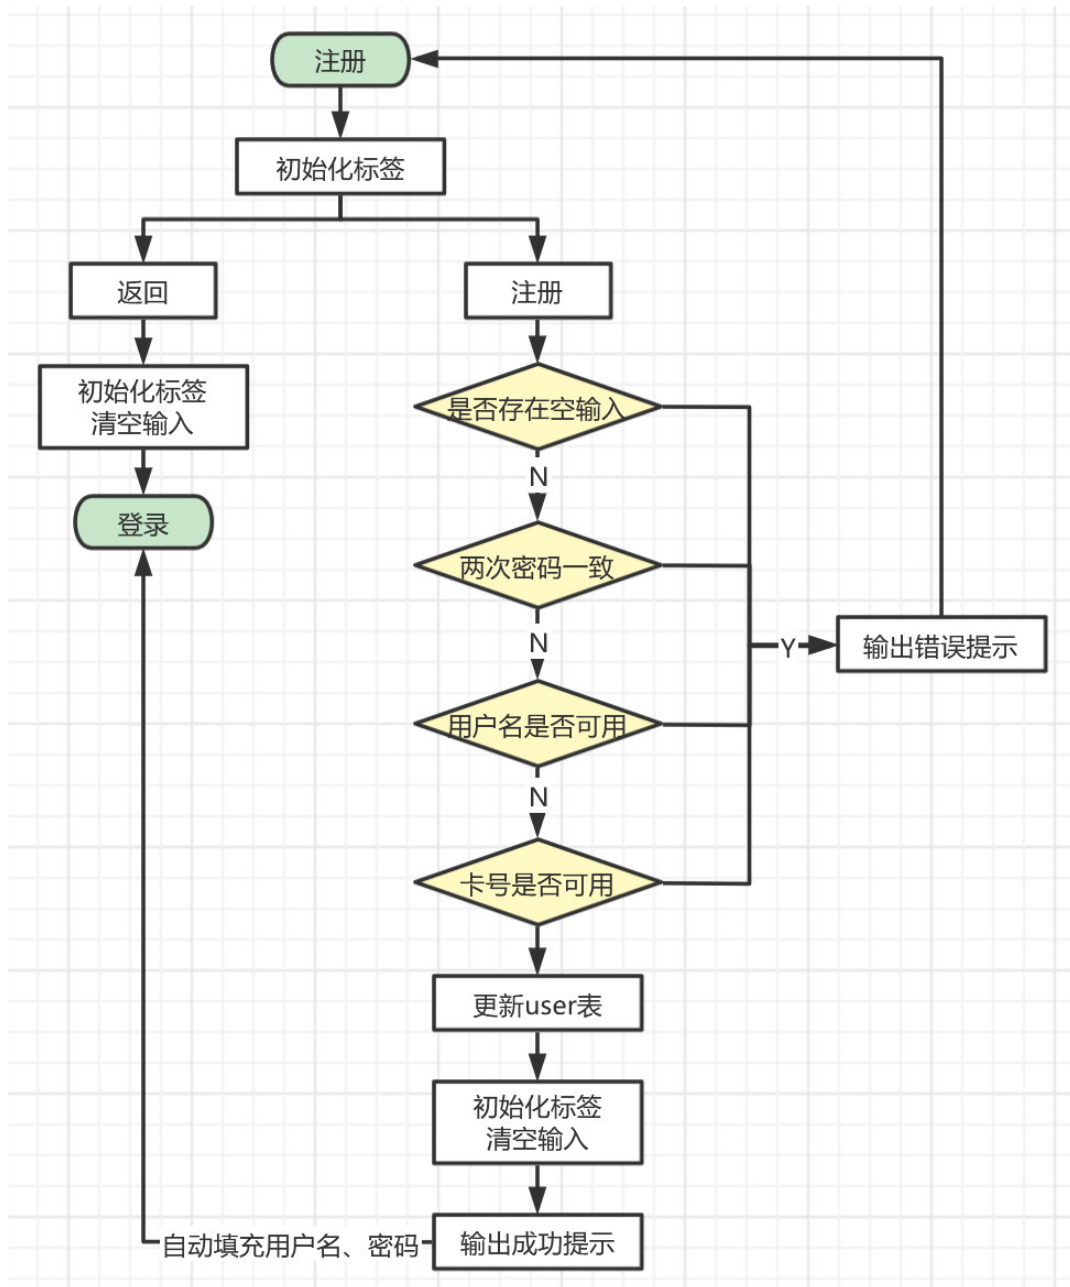 注册
初始化标签
返回
注册
初始化标签
清空输入
是否存在空输入
登录
N
两次密码一致
N
Y
输出错误提示
用户名是否可用
N
卡号是否可用
更新user表
初始化标签
清空输入
自动填充用户名、密码
输出成功提示